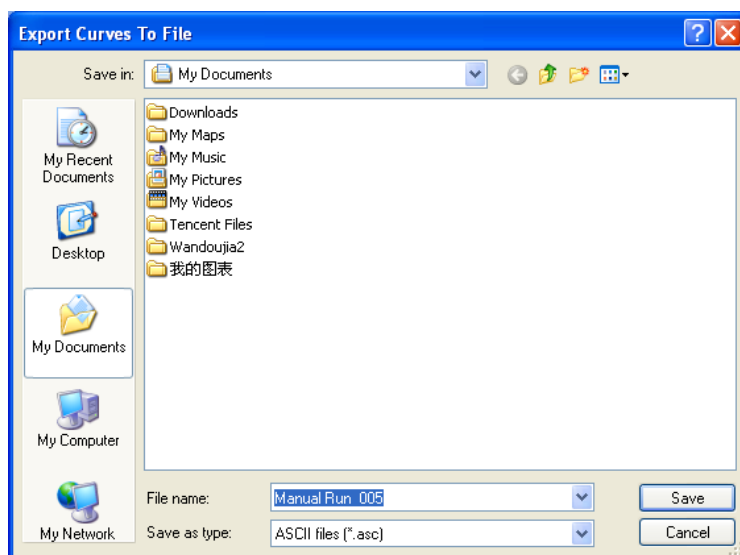 Export Curves To File
Save in:
My Documents
My Recent
Documents
Desktop
My Documents
My Computer
My Network
Downloads
My Maps
My Music
My Pictures
My Videos
Tencent Files
Wandoujia2
我的图表
File name:
Manual Run 005
Save
Save as type:
ASCII files (*.asc)
Cancel